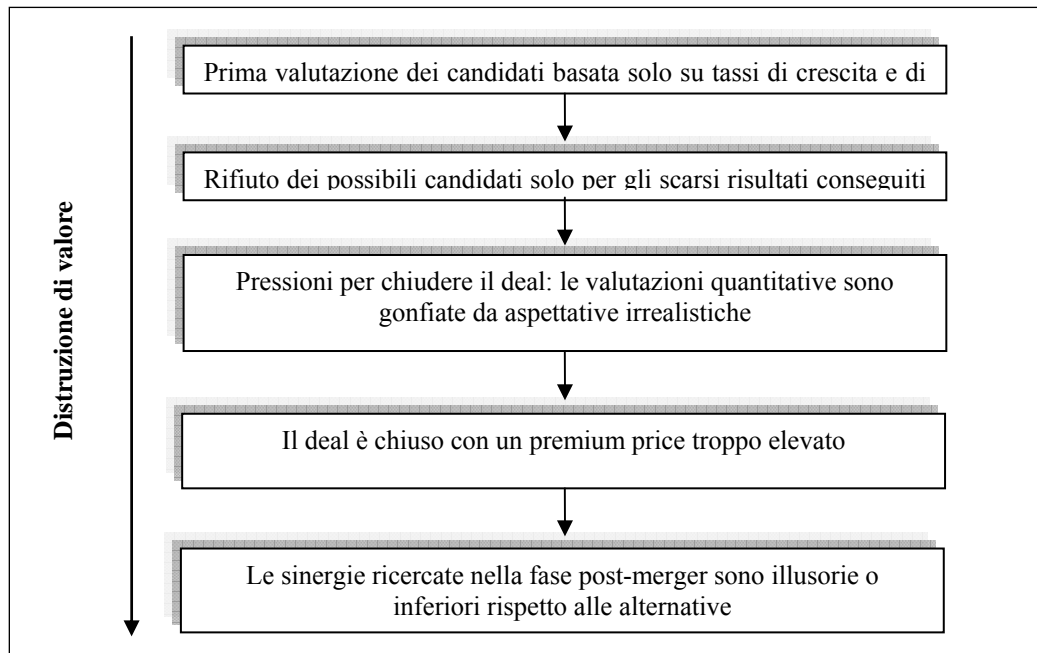 Prima valutazione dei candidati basata solo su tassi di crescita e di
Rifiuto dei possibili candidati solo per gli scarsi risultati conseguiti
Pressioni per chiudere il deal: le valutazioni quantitative sono
gonfiate da aspettative irrealistiche
Il deal è chiuso con un premium price troppo elevato
Le sinergie ricercate nella fase post-merger sono illusorie o
inferiori rispetto alle alternative
Distruzione di valore